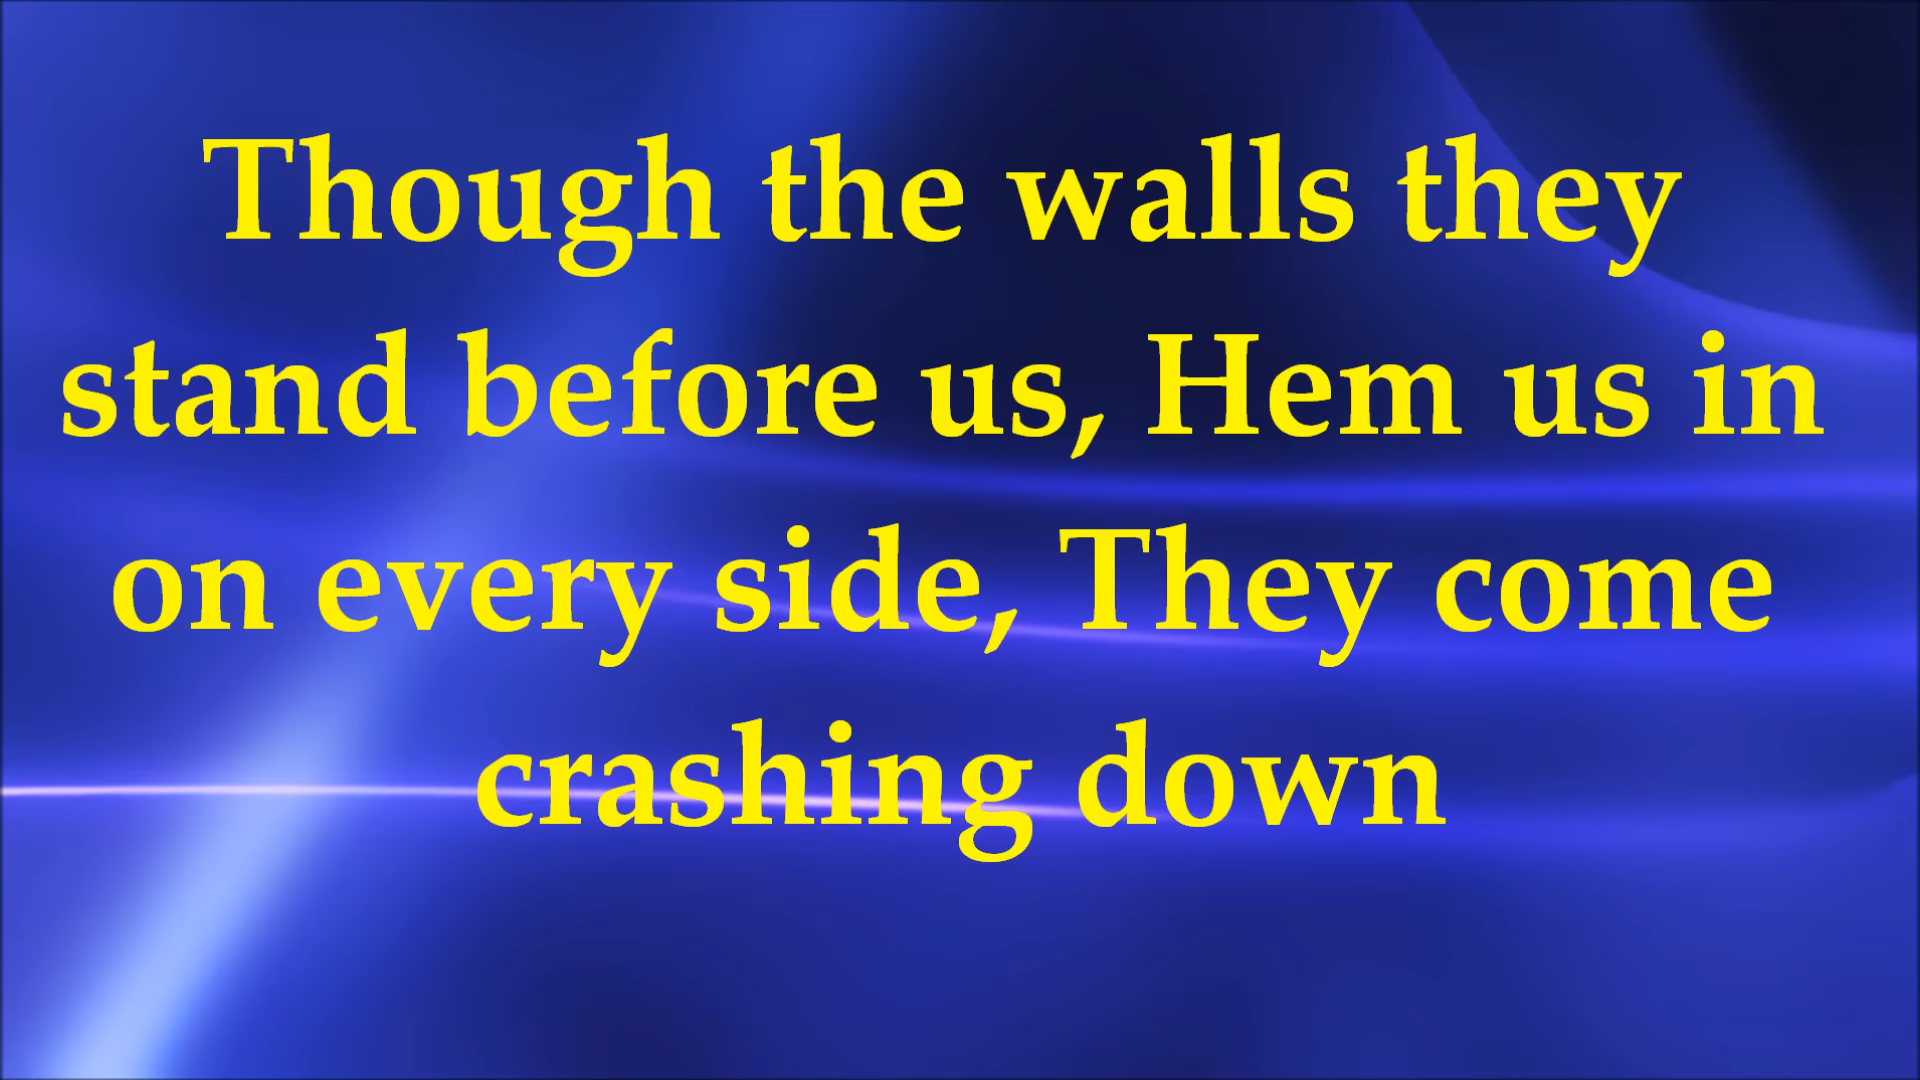 Though the walls they
stand before us, Hem us in
on every side, They come
crashing down